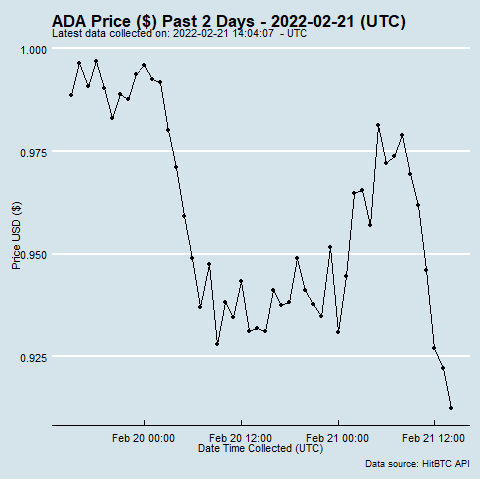 ADA Price ($) Past 2 Days - 2022-02-21 (UTC)
Latest data collected on: 2022-02-21 14:04:07  - UTC
1.000
0.975
0.950
0.925
Price USD ($)
Feb 20 00:00
Feb 20 12:00
Feb 21 00:00
Feb 21 12:00
Date Time Collected (UTC)
Data source: HitBTC API